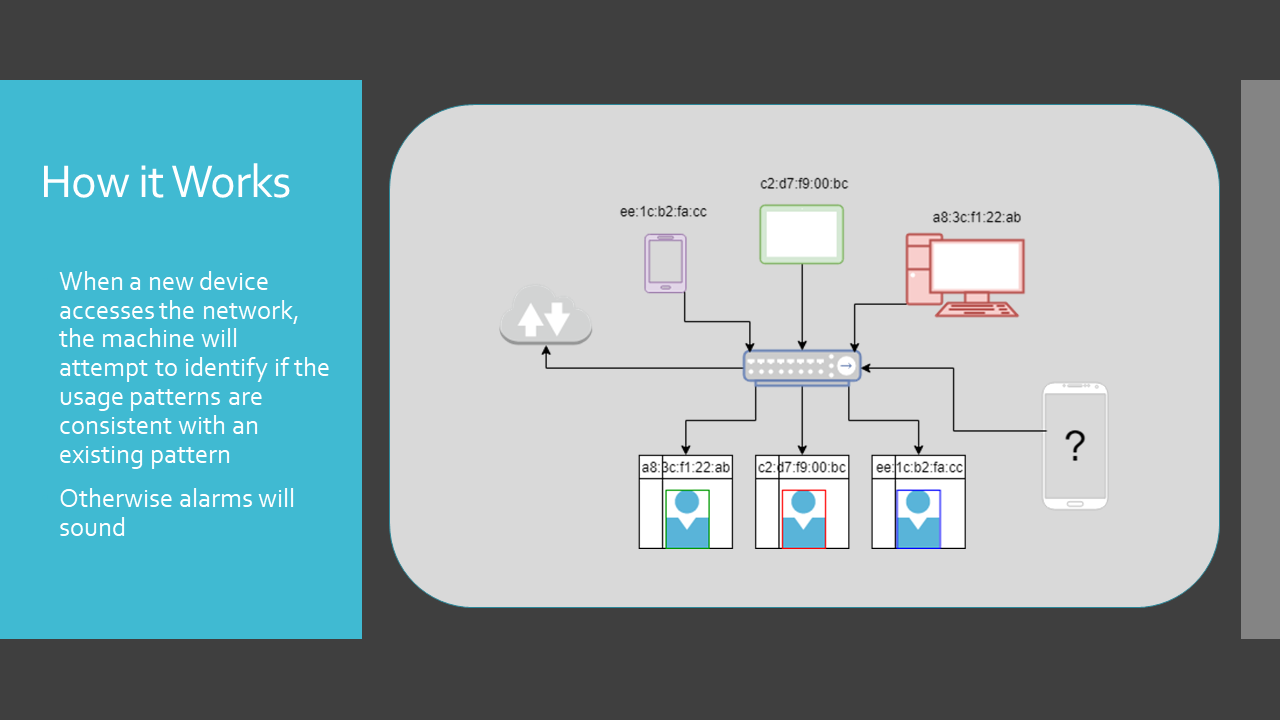 How it Works
When a new device
accesses the network,
the machine will
attempt to identify if the
usage patterns are
consistent with an
existing pattern
Otherwise alarms will
sound
c2:d7:f9:00:bc
ee:1c:b2:fa:cc
a8:3c:f1:22:ab
?
a8:3c:f1:22:ab
c2:d7:f9:00:bc
ee:1c:b2:fa:cc